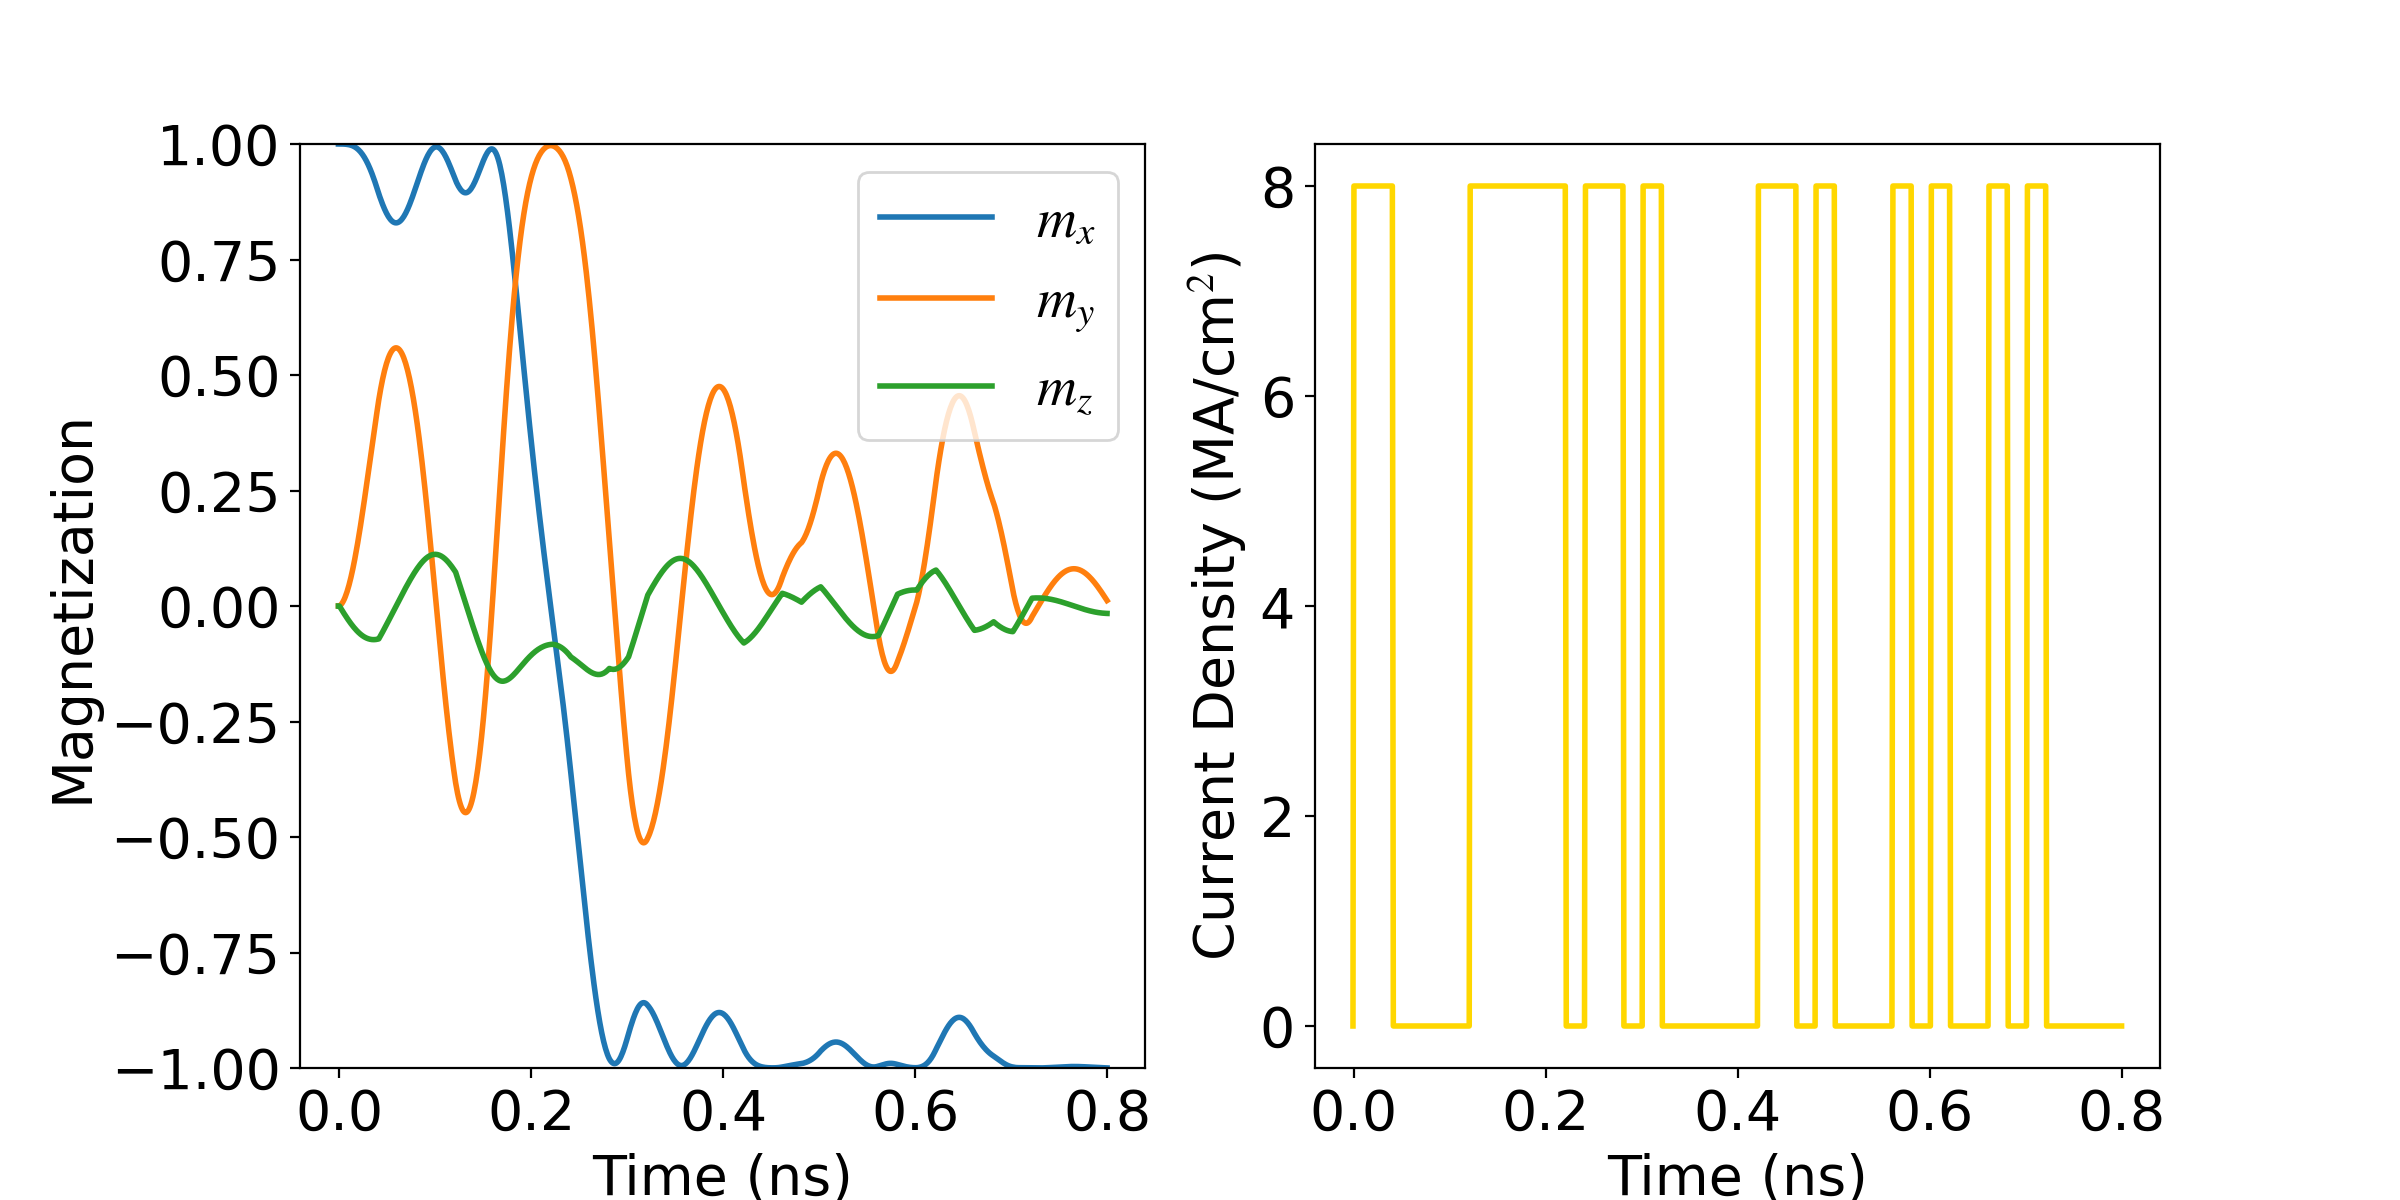 1.00
0.75
0.50
0.25
0.00
−0.25
−0.50
−0.75
−1.00
Magnetization
0.0 0.2 0.4 0.6 0.8
Time (ns)
m_x
m_y
m_z
8
6
4
2
0
Current Density (MA/cm²)
0.0 0.2 0.4 0.6 0.8
Time (ns)